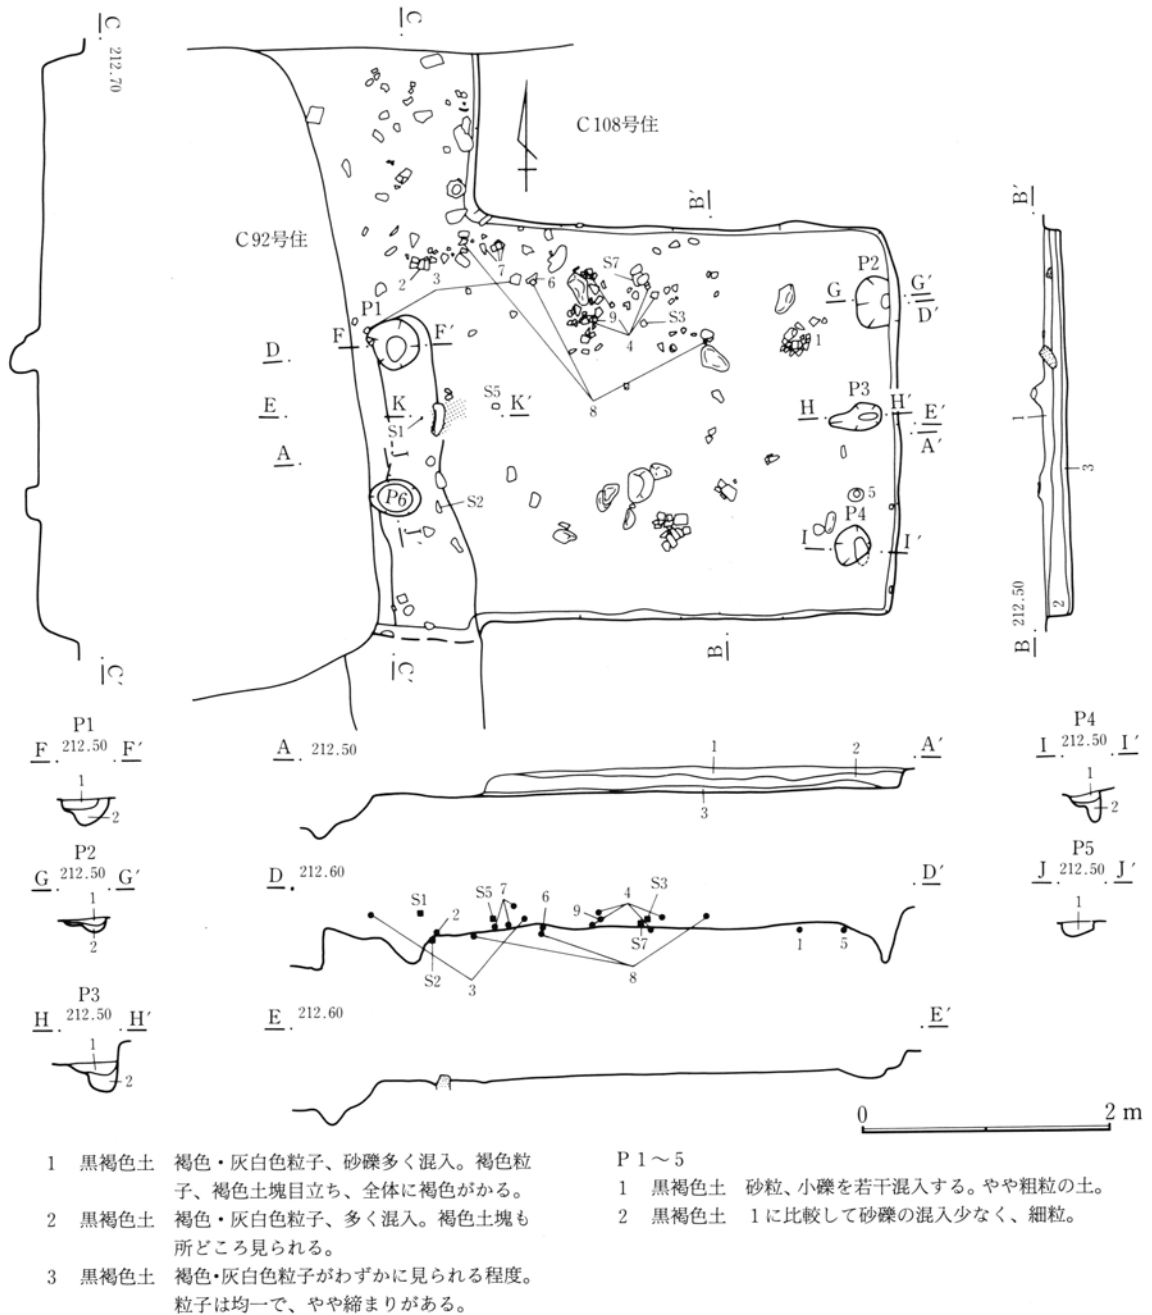 C
C
212.70
C108号住
C92号住
B′
B′
P2
G
G′
D′
S7
7
2
3
6
P1
F
F′
9
S3
4
1
D
8
S5
P3
E
K
K′
H
H′
E′
S1
A′
1
A
J
3
P6
S2
5
P4
J′
I
I′
2
212.50
B
B
C′
C′
P1
F 212.50 F′
1
2
A 212.50
1
2
A′
3
P4
I 212.50 I′
1
2
P2
G 212.50 G′
1
2
D 212.60
D′
S1
S5
7
2
6
9
4
S3
S7
S2
3
8
1
5
P5
J 212.50 J′
1
P3
H 212.50 H′
1
2
E 212.60
E′
0 2 m
1 黒褐色土 褐色・灰白色粒子、砂礫多く混入。褐色粒
子、褐色土塊目立ち、全体に褐色がかる。
2 黒褐色土 褐色・灰白色粒子、多く混入。褐色土塊も
所どころ見られる。
3 黒褐色土 褐色・灰白色粒子がわずかに見られる程度。
粒子は均一で、やや締まりがある。
P 1〜5
1 黒褐色土 砂粒、小礫を若干混入する。やや粗粒の土。
2 黒褐色土 1に比較して砂礫の混入少なく、細粒。